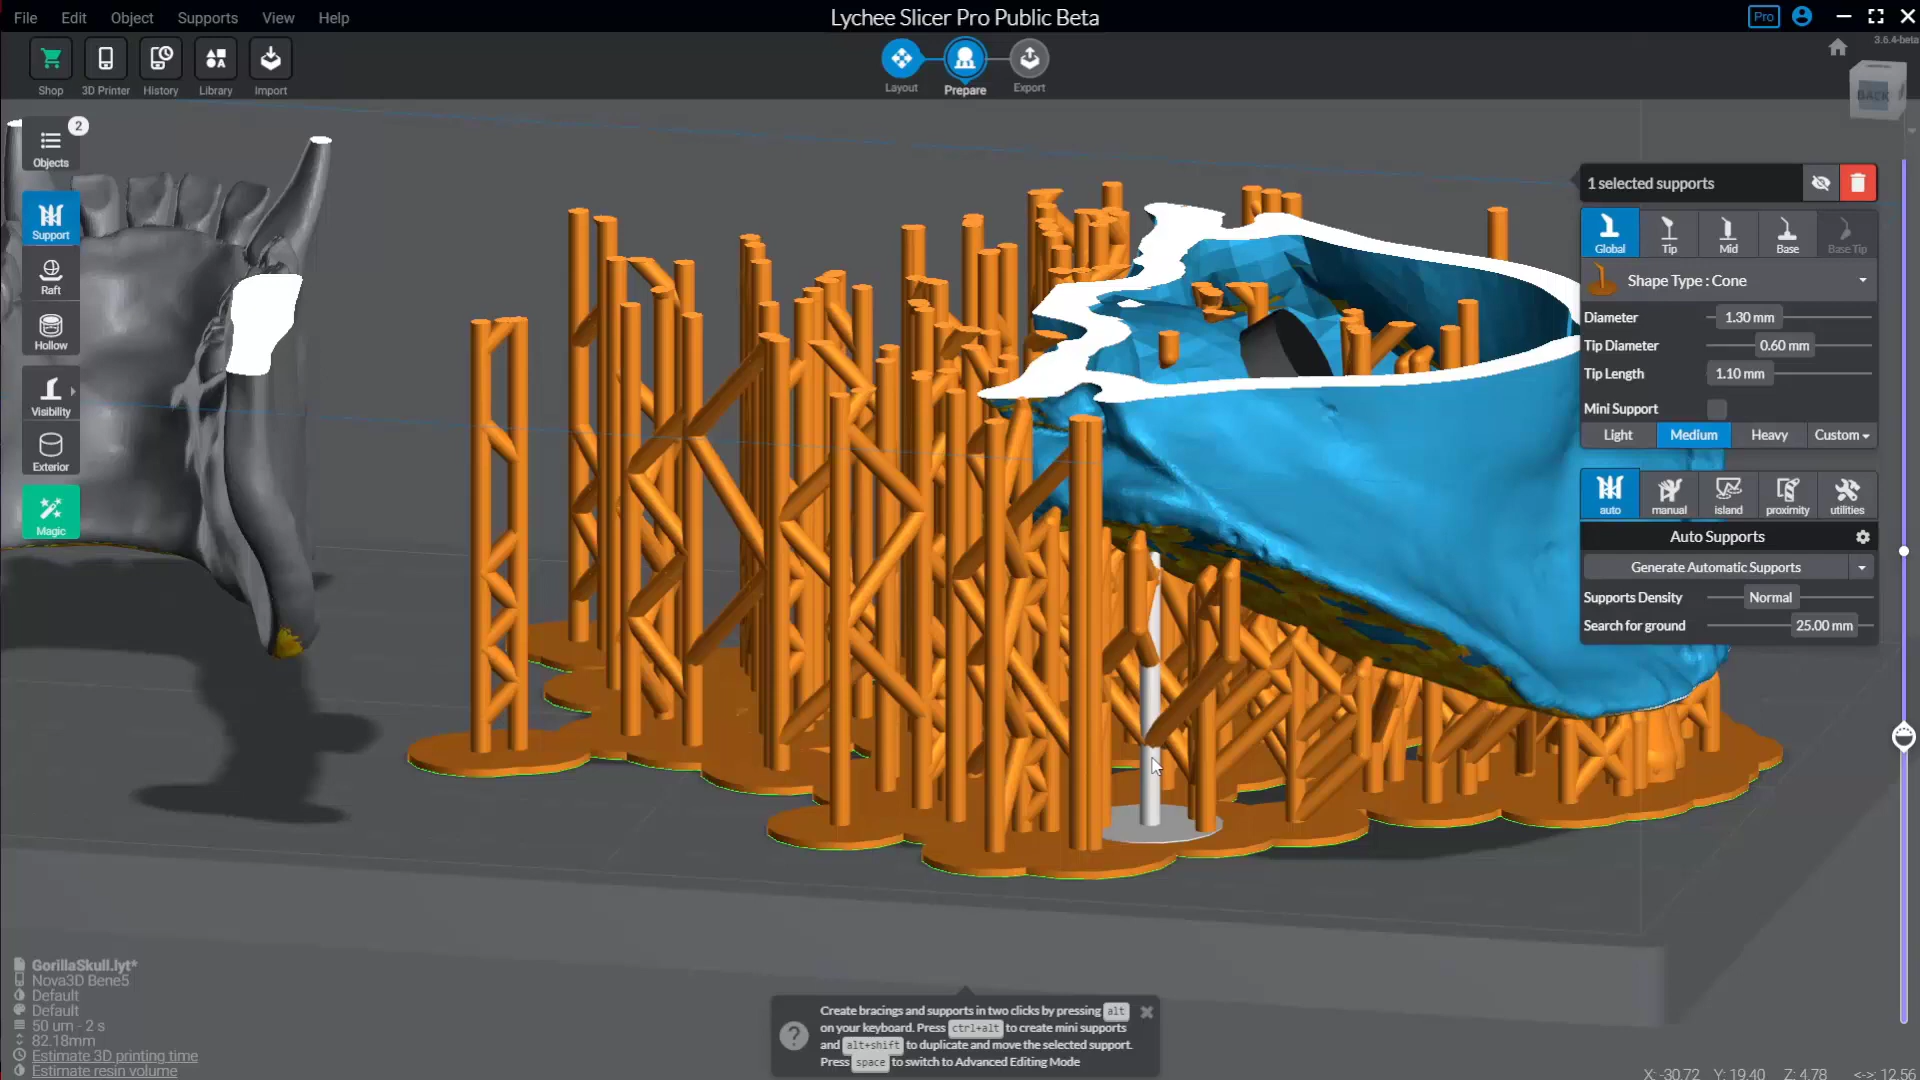 File Edit Object Supports View Help
Lychee Slicer Pro Public Beta
Pro
3.6.4-beta
Shop 3D Printer History Library Import
Layout Prepare Export
BACK
2
Objects
Support
Raft
Hollow
Visibility
Exterior
Magic
1 selected supports
Global Tip Mid Base Base Tip
Shape Type : Cone
Diameter 1.30 mm
Tip Diameter 0.60 mm
Tip Length 1.10 mm
Mini Support
Light Medium Heavy Custom
auto manual island proximity utilities
Auto Supports
Generate Automatic Supports
Supports Density Normal
Search for ground 25.00 mm
GorillaSkull.lyt*
Nova3D Bene5
Default
Default
50 um - 2 s
82.18mm
Estimate 3D printing time
Estimate resin volume
Create bracings and supports in two clicks by pressing alt
on your keyboard. Press ctrl+alt to create mini supports
and alt+shift to duplicate and move the selected support.
Press space to switch to Advanced Editing Mode
X: -30.72 Y: 19.40 Z: 4.78 <-> 12.56